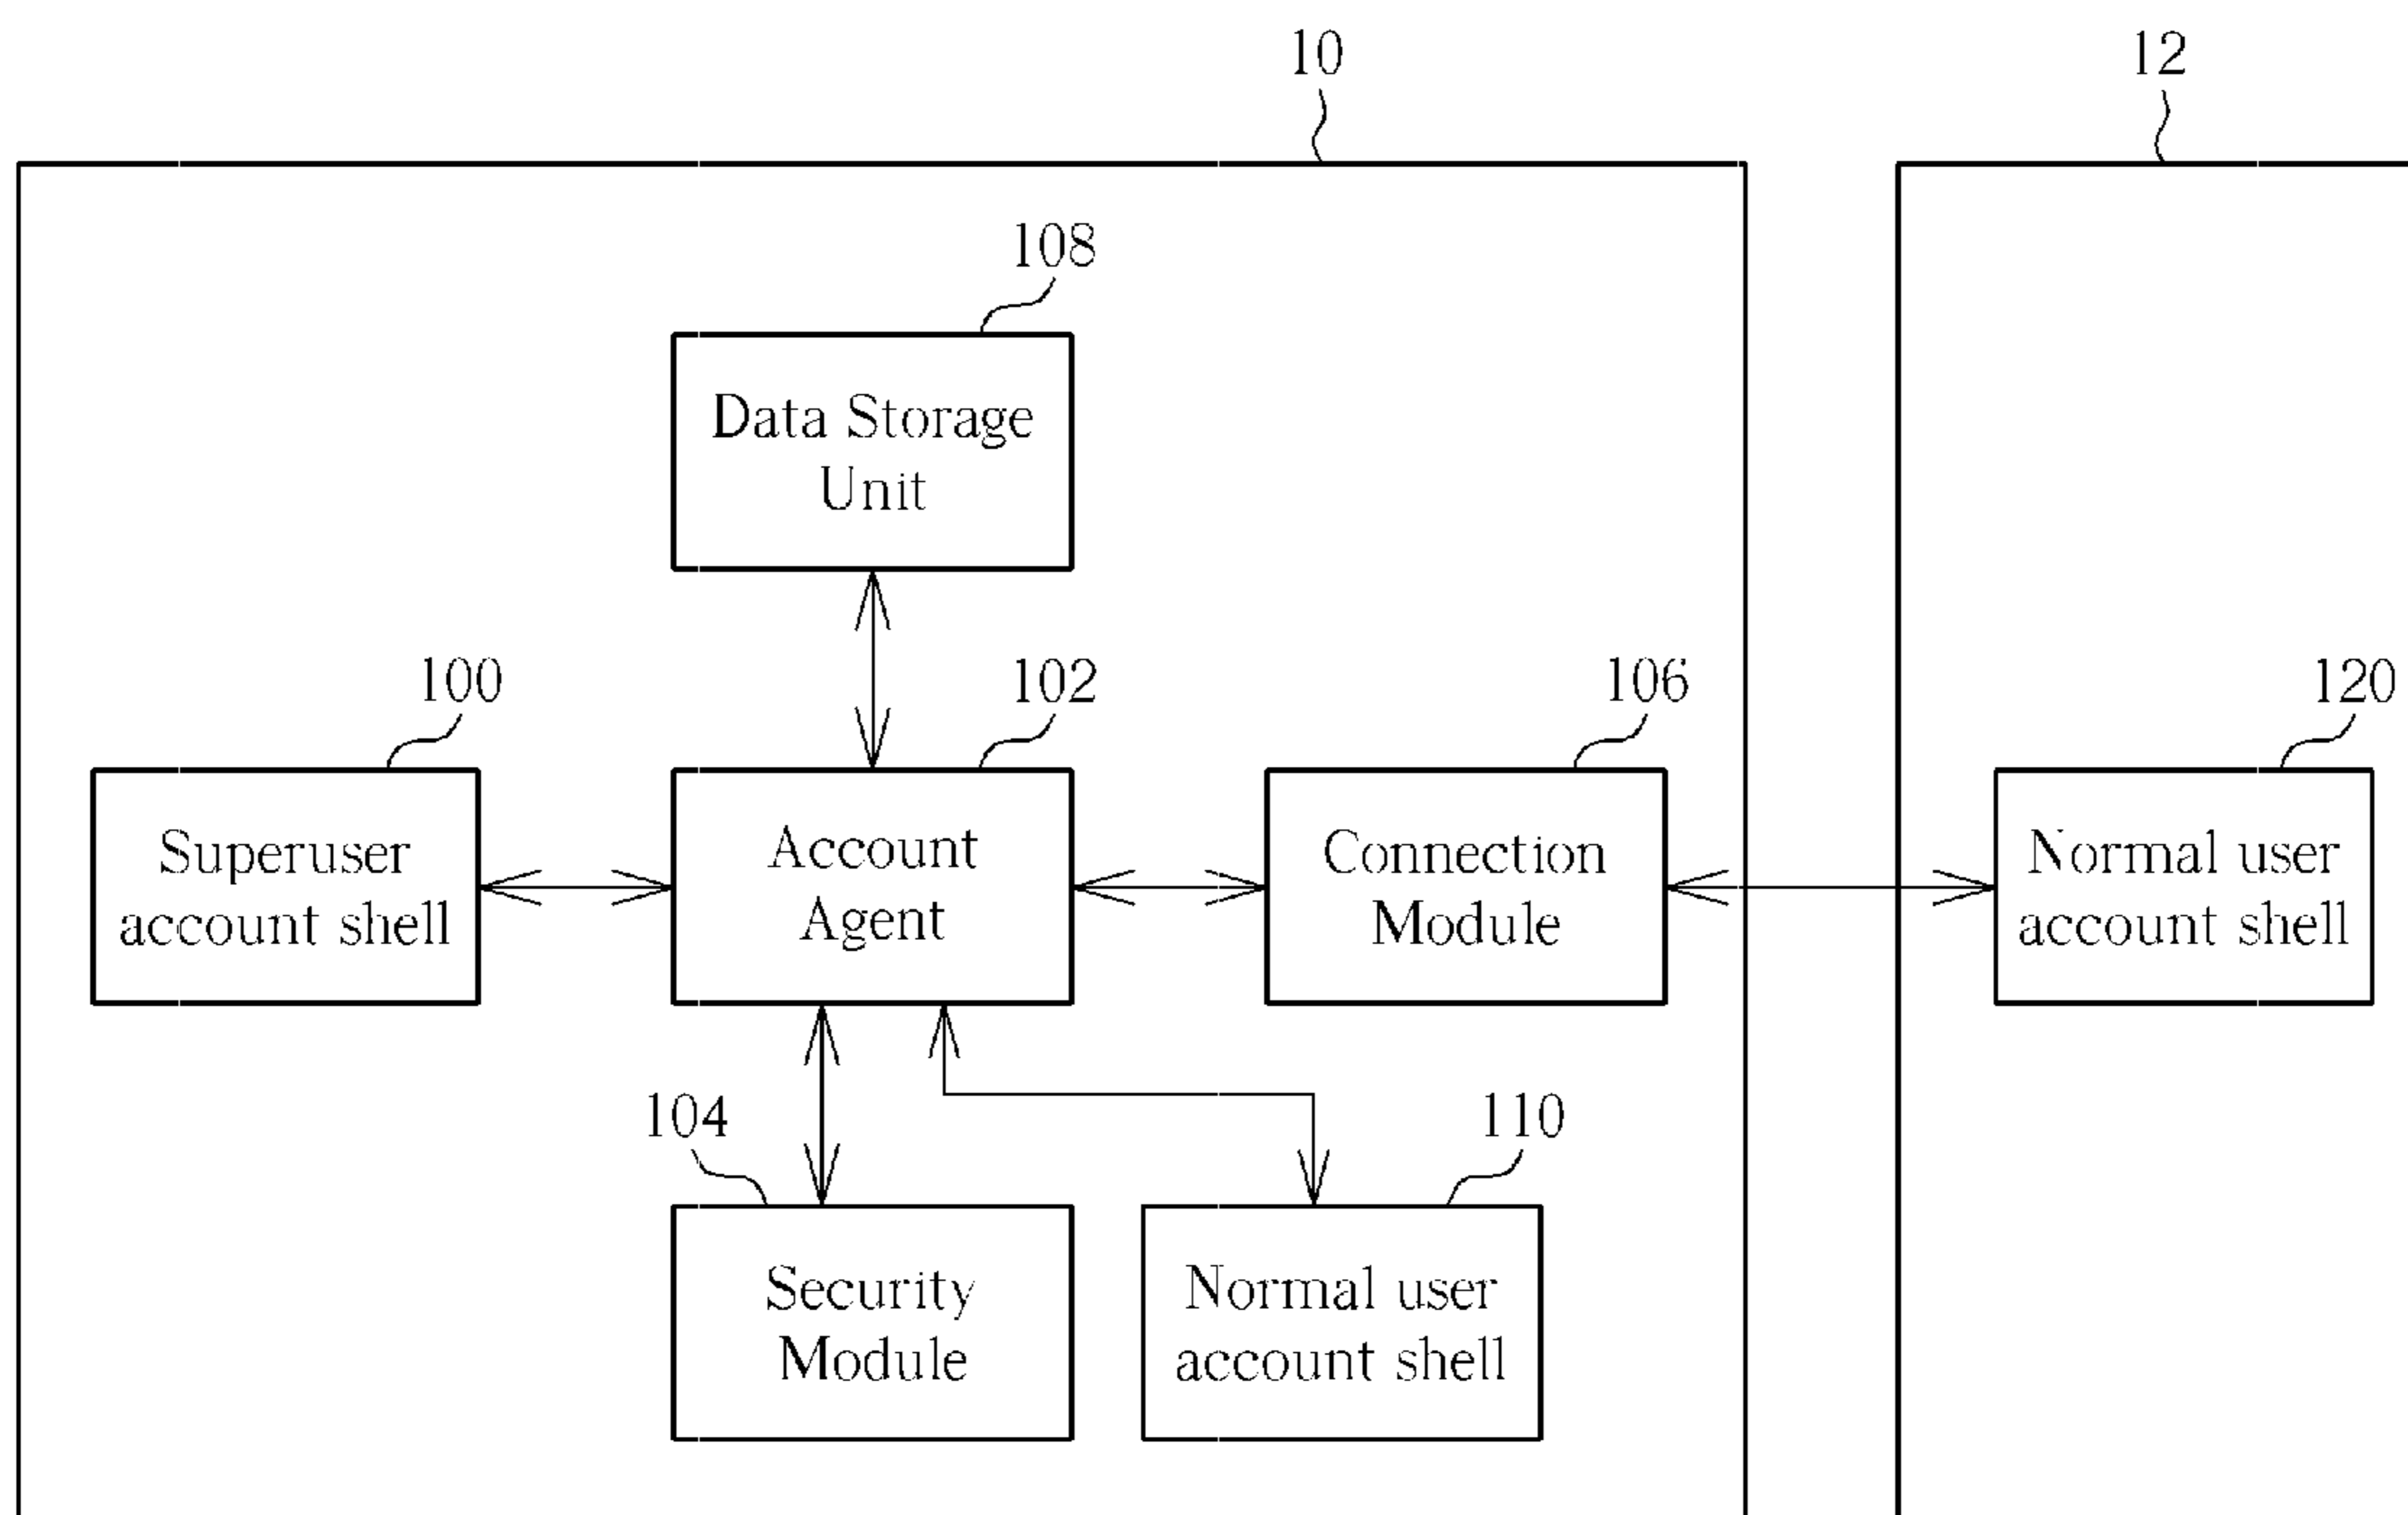 10
12
108
Data Storage
Unit
100
102
106
120
Superuser
account shell
Account
Agent
Connection
Module
Normal user
account shell
104
110
Security
Module
Normal user
account shell